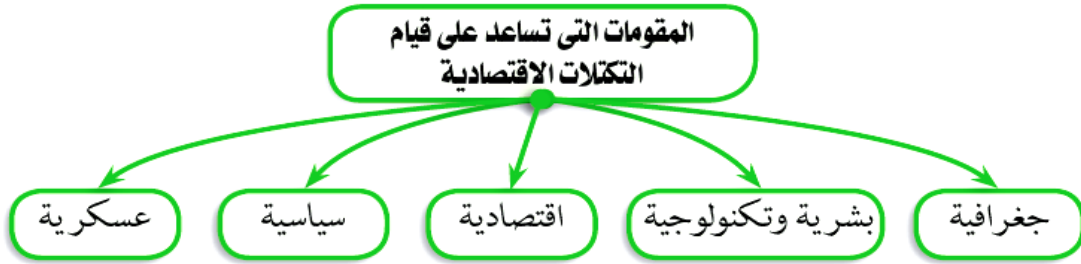 المقومات التى تساعد على قيام
التكتلات الاقتصادية
جغرافية
بشرية وتكنولوجية
اقتصادية
سياسية
عسكرية